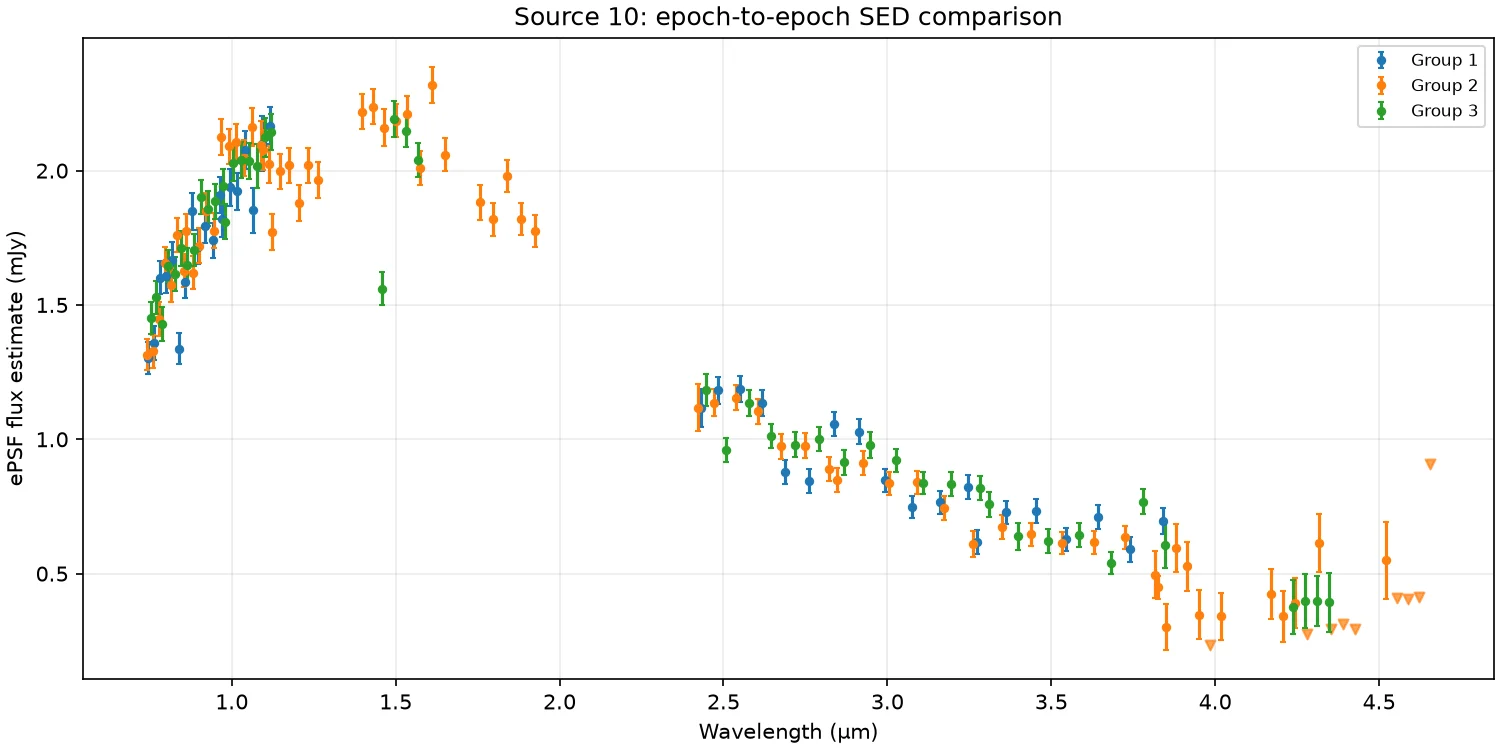 Source 10: epoch-to-epoch SED comparison
Group 1
Group 2
Group 3
ePSF flux estimate (mJy)
2.0
1.5
1.0
0.5
1.0 1.5 2.0 2.5 3.0 3.5 4.0 4.5
Wavelength (μm)